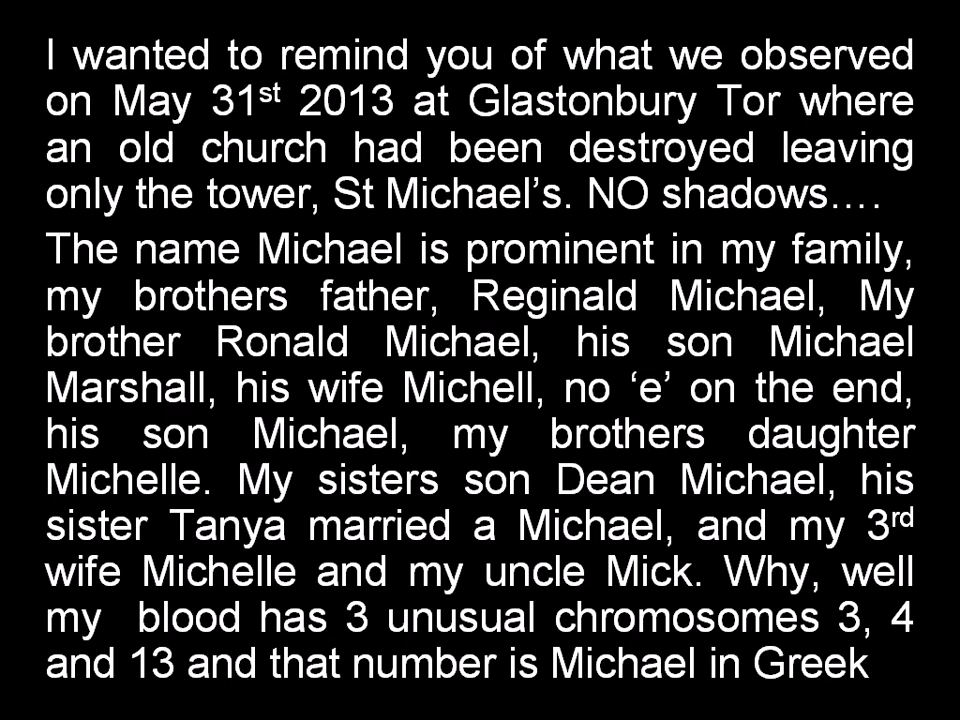 I wanted to remind you of what we observed
on May 31st 2013 at Glastonbury Tor where
an old church had been destroyed leaving
only the tower, St Michael’s. NO shadows….
The name Michael is prominent in my family,
my brothers father, Reginald Michael, My
brother Ronald Michael, his son Michael
Marshall, his wife Michell, no ‘e’ on the end,
his son Michael, my brothers daughter
Michelle. My sisters son Dean Michael, his
sister Tanya married a Michael, and my 3rd
wife Michelle and my uncle Mick. Why, well
my  blood has 3 unusual chromosomes 3, 4
and 13 and that number is Michael in Greek